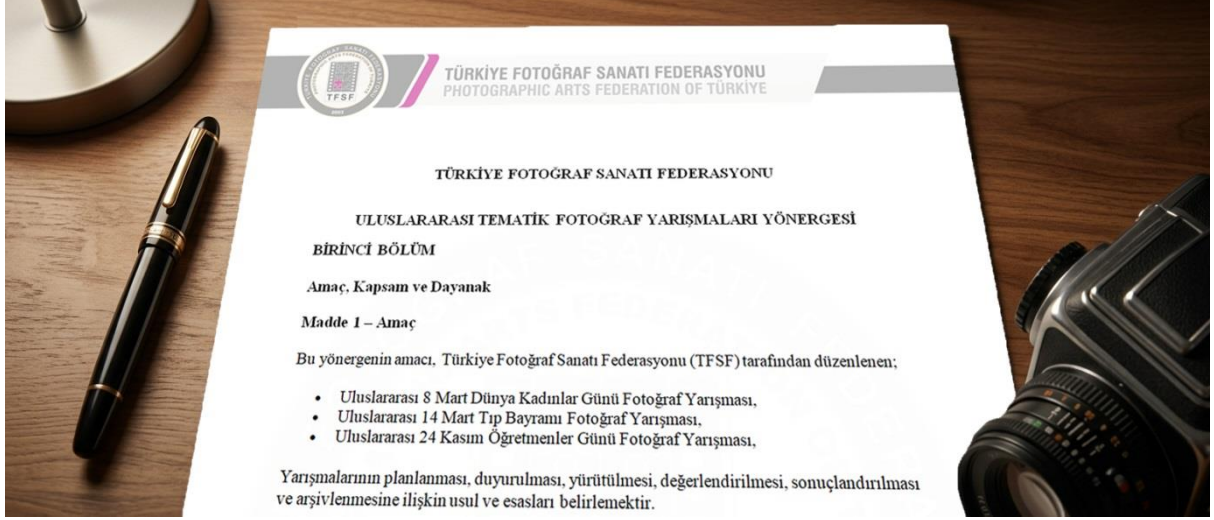 TÜRKİYE FOTOĞRAF SANATI FEDERASYONU
PHOTOGRAPHIC ARTS FEDERATION OF TÜRKİYE
TFSF
TÜRKİYE FOTOĞRAF SANATI FEDERASYONU
ULUSLARARASI TEMATİK FOTOĞRAF YARIŞMALARI YÖNERGESİ
BİRİNCİ BÖLÜM
Amaç, Kapsam ve Dayanak
Madde 1 – Amaç
Bu yönergenin amacı, Türkiye Fotoğraf Sanatı Federasyonu (TFSF) tarafından düzenlenen;
• Uluslararası 8 Mart Dünya Kadınlar Günü Fotoğraf Yarışması,
• Uluslararası 14 Mart Tıp Bayramı Fotoğraf Yarışması,
• Uluslararası 24 Kasım Öğretmenler Günü Fotoğraf Yarışması,
Yarışmalarının planlanması, duyurulması, yürütülmesi, değerlendirilmesi, sonuçlandırılması
ve arşivlenmesine ilişkin usul ve esasları belirlemektir.